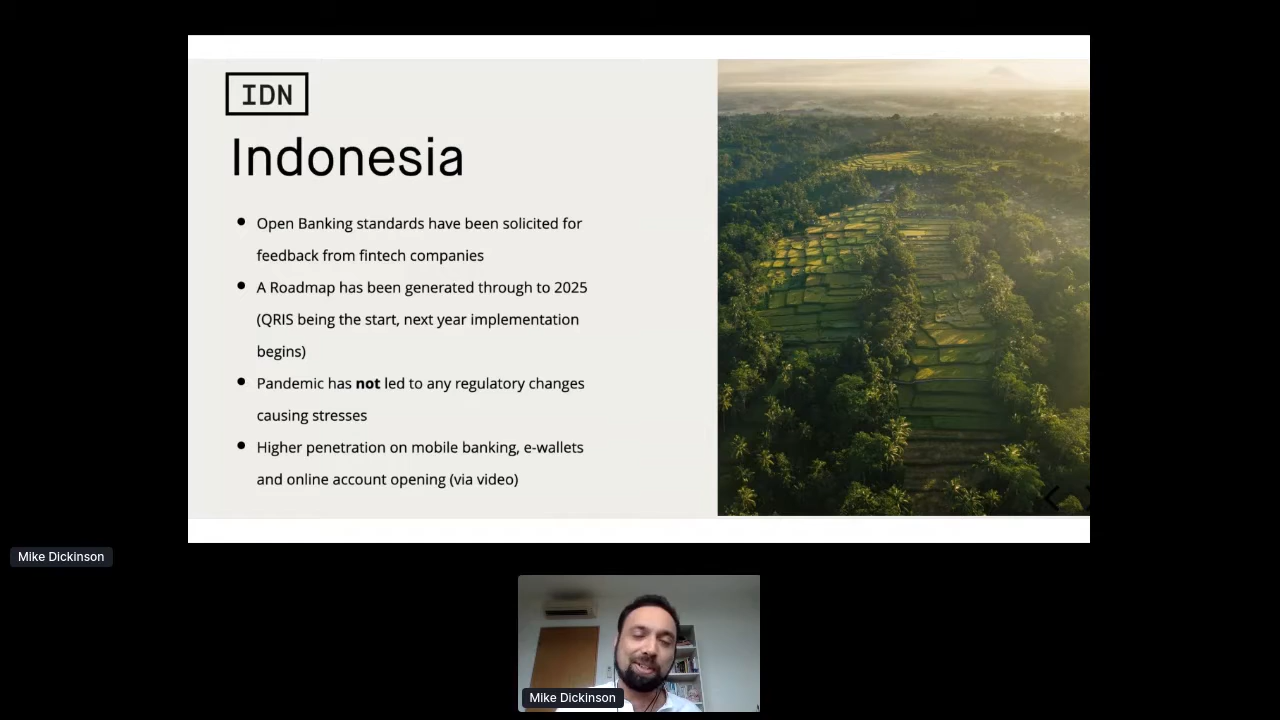 IDN
Indonesia
Open Banking standards have been solicited for
feedback from fintech companies
A Roadmap has been generated through to 2025
(QRIS being the start, next year implementation
begins)
Pandemic has not led to any regulatory changes
causing stresses
Higher penetration on mobile banking, e-wallets
and online account opening (via video)
Mike Dickinson
Mike Dickinson